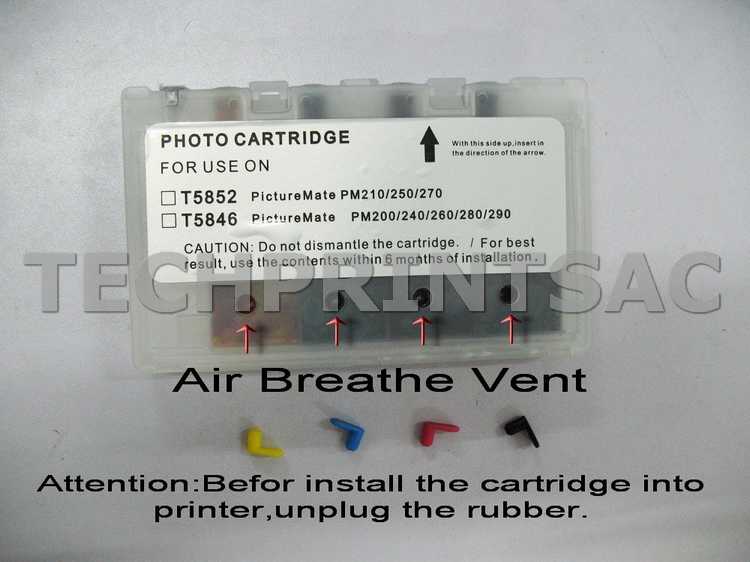 PHOTO CARTRIDGE
With this side up,insert in
the direction of the arrow.
FOR USE ON
T5852 PictureMate PM210/250/270
T5846 PictureMate PM200/240/260/280/290
CAUTION: Do not dismantle the cartridge. / For best
result, use the contents within 6 months of installation.
TECHPRINTSAC
Air Breathe Vent
Attention:Befor install the cartridge into
printer,unplug the rubber.